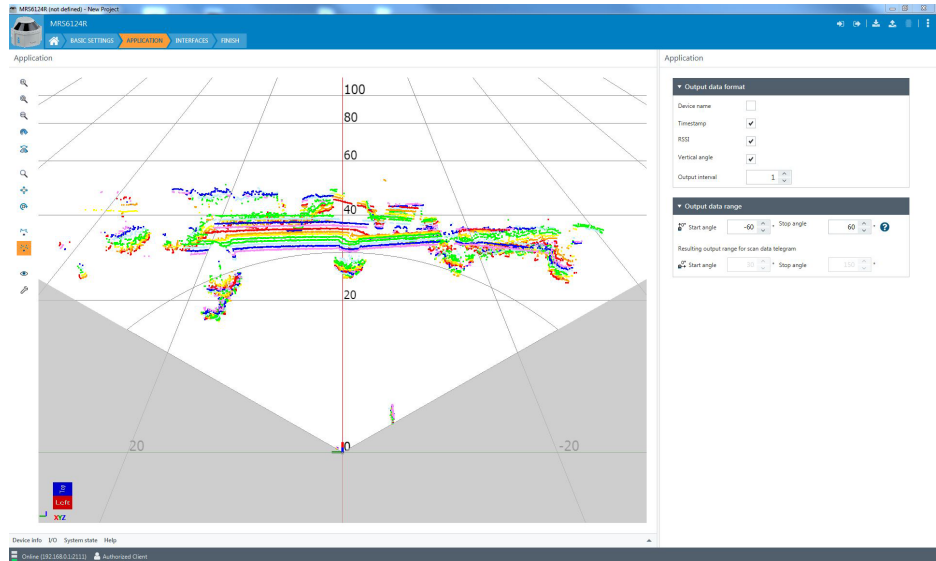 MRS6124R (not defined) - New Project
MRS6124R
BASIC SETTINGS APPLICATION INTERFACES FINISH
Application
Application
100
80
60
40
20
0
20
-20
Top
Left
XYZ
Output data format
Device name
Timestamp
RSSI
Vertical angle
Output interval 1
Output data range
Start angle -60 ° Stop angle 60 ° ?
Resulting output range for scan data telegram
Start angle 30 ° Stop angle 150 °
Device info I/O System state Help
Online (192.168.0.1:2111) Authorized Client